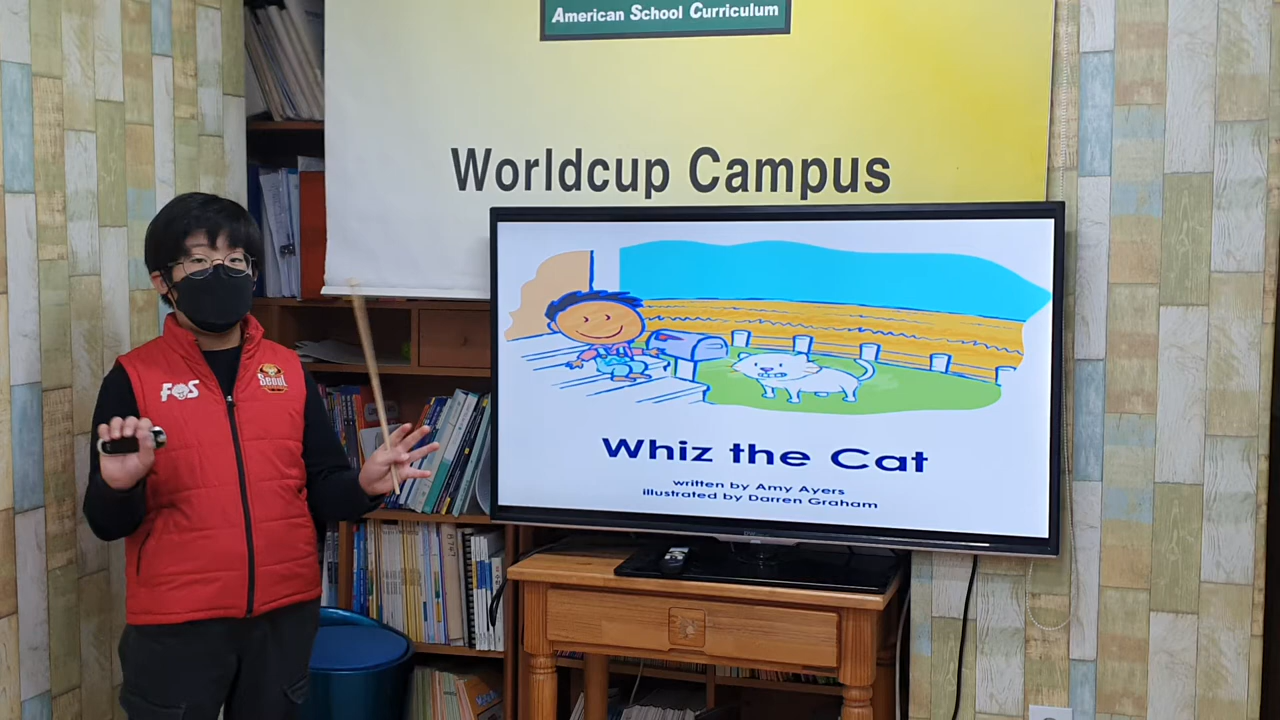 American School Curriculum
Worldcup Campus
FOS
Seoul
Whiz the Cat
written by Amy Ayers
illustrated by Darren Graham